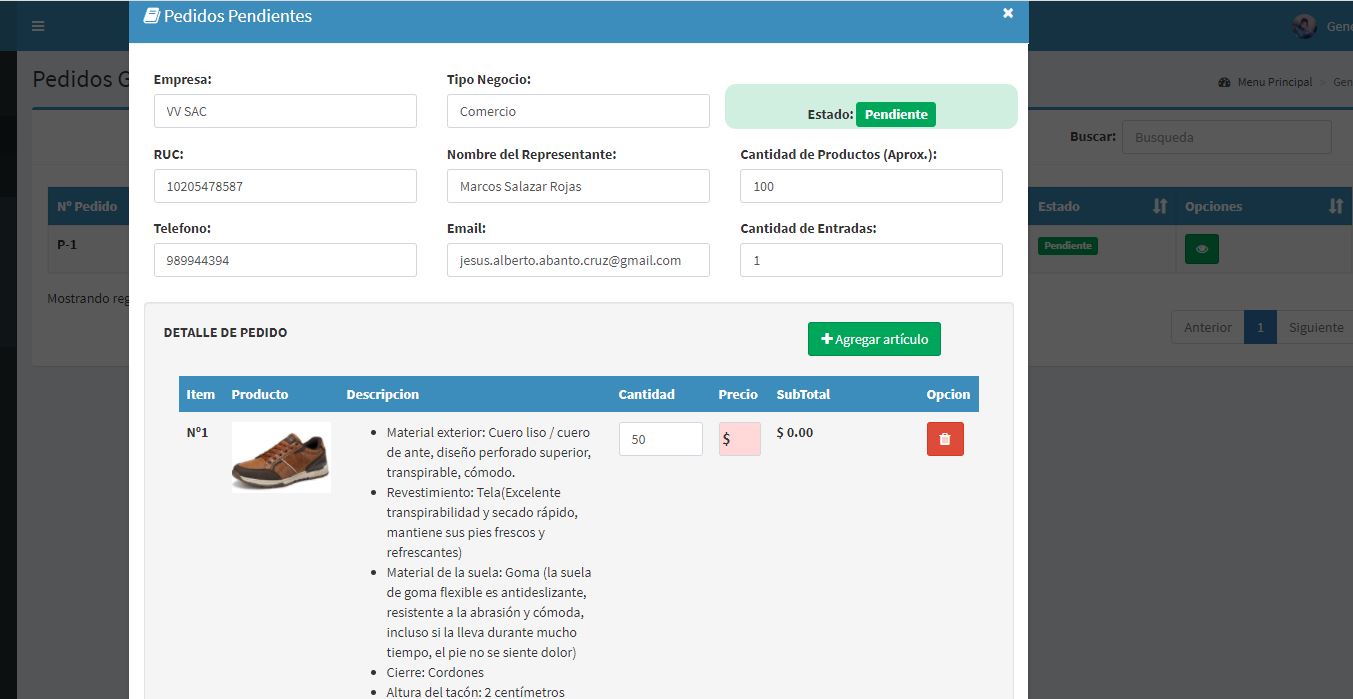 Pedidos Pendientes
×
Pedidos G
Menu Principal > Gen
Empresa: Tipo Negocio:
VV SAC Comercio
Estado: Pendiente
Buscar: Busqueda
RUC: Nombre del Representante: Cantidad de Productos (Aprox.):
10205478587 Marcos Salazar Rojas 100
Nº Pedido Estado Opciones
Telefono: Email: Cantidad de Entradas:
P-1 Pendiente
989944394 jesus.alberto.abanto.cruz@gmail.com 1
Mostrando reg
Anterior 1 Siguiente
DETALLE DE PEDIDO
Agregar artículo
Item Producto Descripcion Cantidad Precio SubTotal Opcion
Nº1 50 $ $ 0.00
• Material exterior: Cuero liso / cuero
de ante, diseño perforado superior,
transpirable, cómodo.
• Revestimiento: Tela(Excelente
transpirabilidad y secado rápido,
mantiene sus pies frescos y
refrescantes)
• Material de la suela: Goma (la suela
de goma flexible es antideslizante,
resistente a la abrasión y cómoda,
incluso si la lleva durante mucho
tiempo, el pie no se siente dolor)
• Cierre: Cordones
• Altura del tacón: 2 centímetros